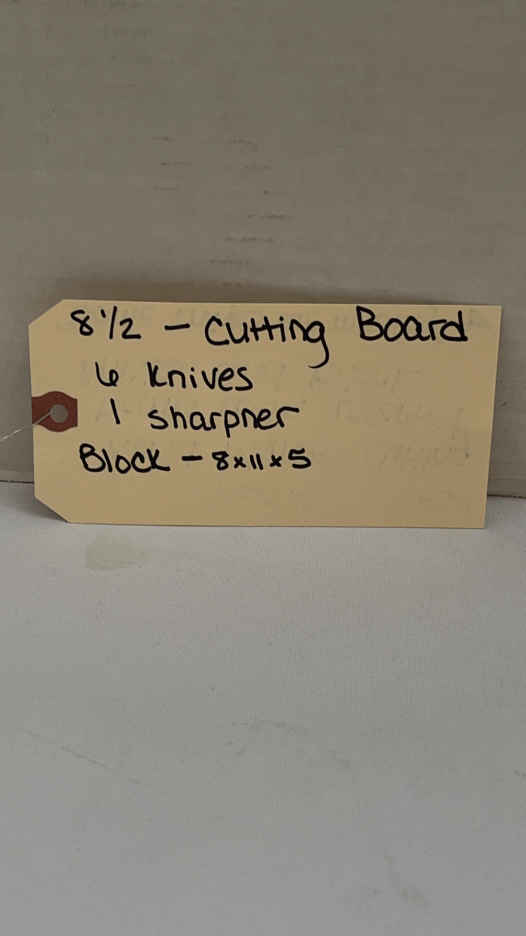 8 1/2 - Cutting Board
6 knives
1 sharpner
Block - 8x11x5